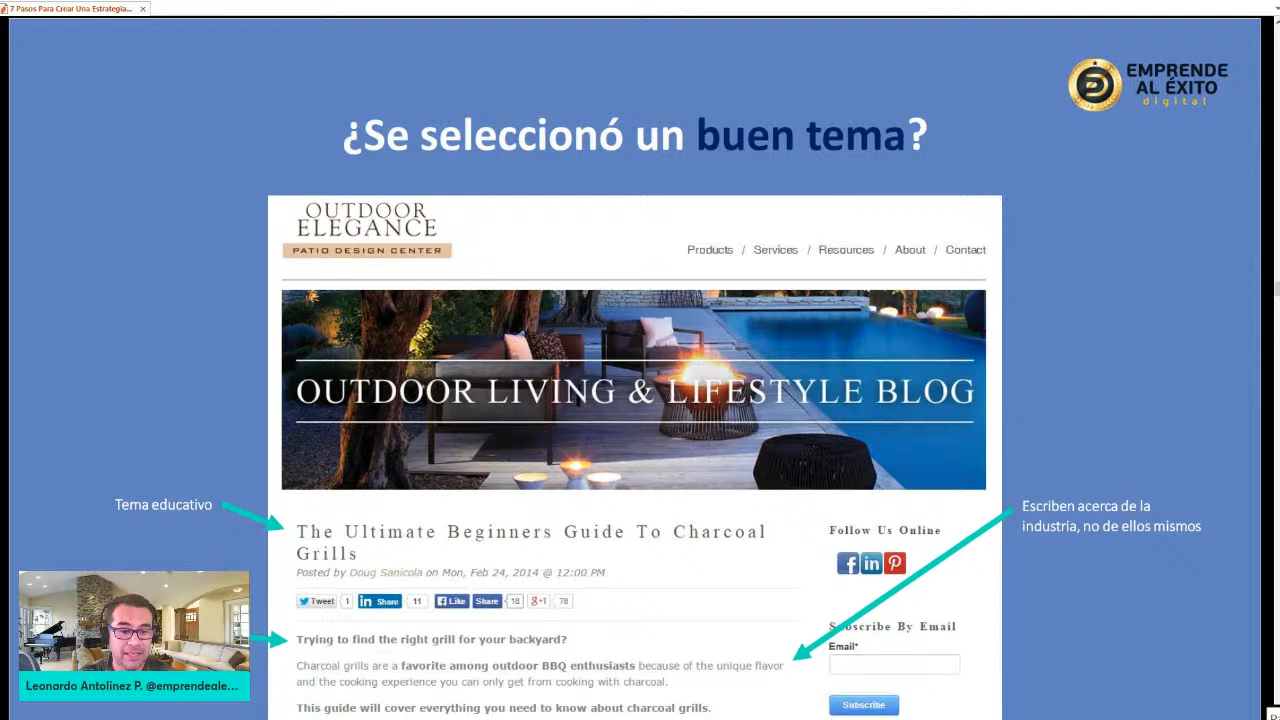 7 Pasos Para Crear Una Estrategia...
EMPRENDE
AL ÉXITO
digital
¿Se seleccionó un buen tema?
OUTDOOR
ELEGANCE
PATIO DESIGN CENTER
Products / Services / Resources / About / Contact
OUTDOOR LIVING & LIFESTYLE BLOG
Tema educativo
Escriben acerca de la
industria, no de ellos mismos
The Ultimate Beginners Guide To Charcoal
Grills
Posted by Doug Sanicola on Mon, Feb 24, 2014 @ 12:00 PM
Tweet 1 in Share 11 Like Share 18 g+1 78
Follow Us Online
Trying to find the right grill for your backyard?
Charcoal grills are a favorite among outdoor BBQ enthusiasts because of the unique flavor
and the cooking experience you can only get from cooking with charcoal.
This guide will cover everything you need to know about charcoal grills.
Subscribe By Email
Email*
Subscribe
Leonardo Antolinez P. @emprendeale...